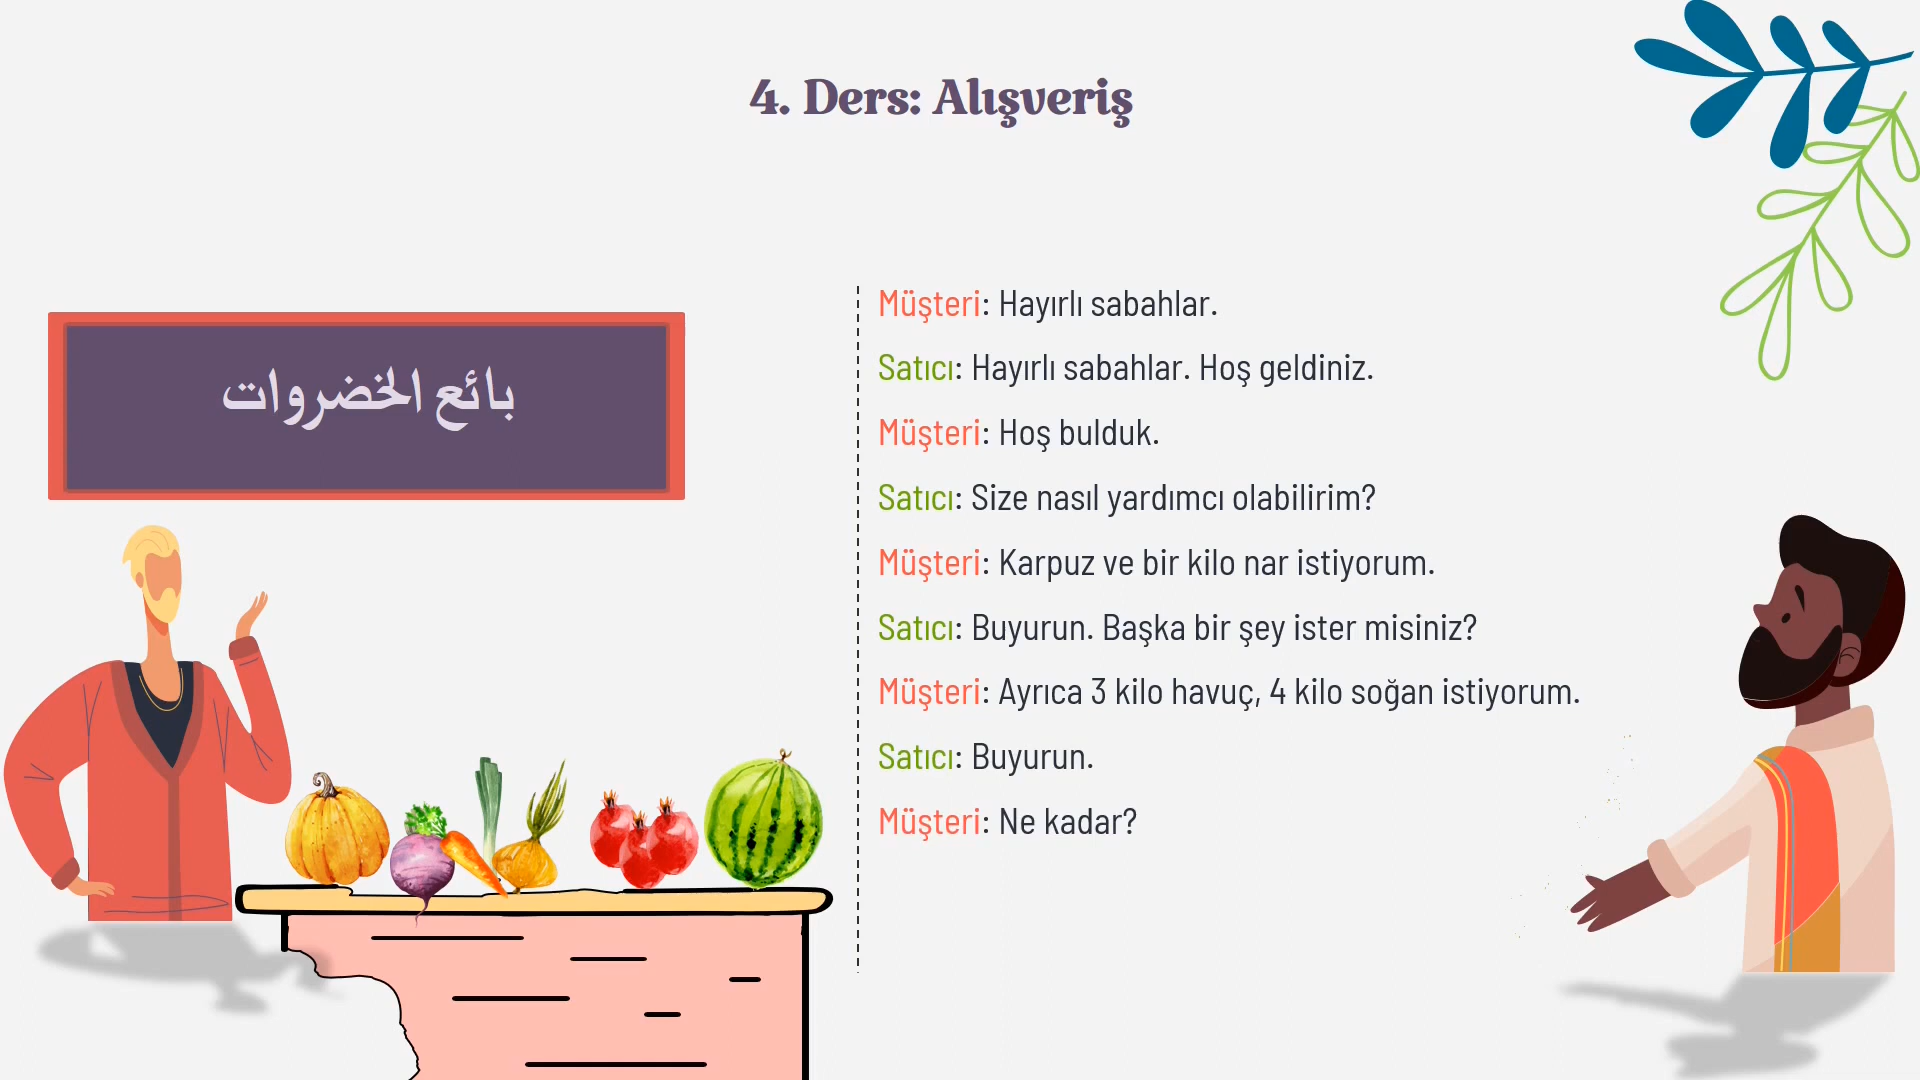 4. Ders: Alışveriş
بائع الخضروات
Müşteri: Hayırlı sabahlar.
Satıcı: Hayırlı sabahlar. Hoş geldiniz.
Müşteri: Hoş bulduk.
Satıcı: Size nasıl yardımcı olabilirim?
Müşteri: Karpuz ve bir kilo nar istiyorum.
Satıcı: Buyurun. Başka bir şey ister misiniz?
Müşteri: Ayrıca 3 kilo havuç, 4 kilo soğan istiyorum.
Satıcı: Buyurun.
Müşteri: Ne kadar?